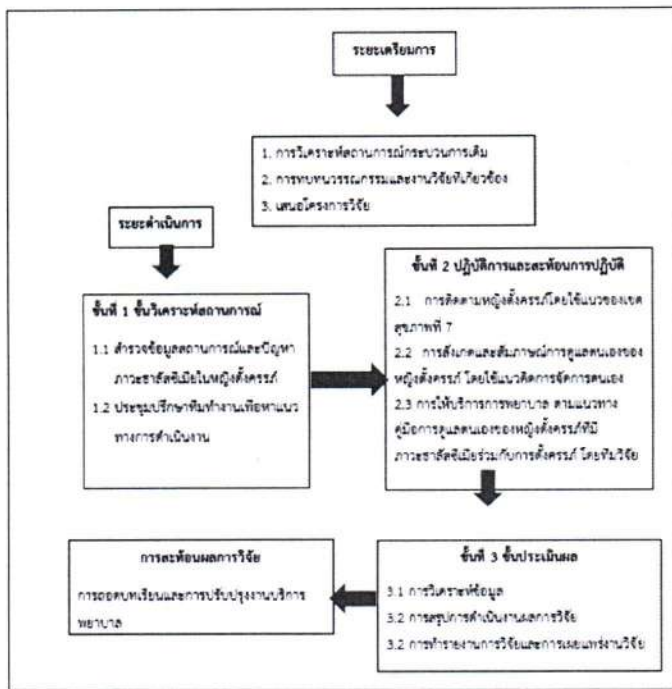 ระยะเตรียมการ
1. การวิเคราะห์สถานการณ์กระบวนการเดิม
2. การทบทวนวรรณกรรมและงานวิจัยที่เกี่ยวข้อง
3. เสนอโครงการวิจัย
ระยะดำเนินการ
ขั้นที่ 1 ขั้นวิเคราะห์สถานการณ์
1.1 สำรวจข้อมูลสถานการณ์และปัญหา
ภาวะธาลัสซีเมียในหญิงตั้งครรภ์
1.2 ประชุมปรึกษาทีมทำงานเพื่อหาแนว
ทางการดำเนินงาน
ขั้นที่ 2 ปฏิบัติการและสะท้อนการปฏิบัติ
2.1 การติดตามหญิงตั้งครรภ์โดยใช้แนวของเขต
สุขภาพที่ 7
2.2 การสังเกตและสัมภาษณ์การดูแลตนเองของ
หญิงตั้งครรภ์ โดยใช้แนวคิดการจัดการตนเอง
2.3 การให้บริการการพยาบาล ตามแนวทาง
คู่มือการดูแลตนเองของหญิงตั้งครรภ์ที่มี
ภาวะธาลัสซีเมียร่วมกับการตั้งครรภ์ โดยทีมวิจัย
ขั้นที่ 3 ขั้นประเมินผล
3.1 การวิเคราะห์ข้อมูล
3.2 การสรุปการดำเนินงานผลการวิจัย
3.2 การทำรายงานการวิจัยและการเผยแพร่งานวิจัย
การสะท้อนผลการวิจัย
การถอดบทเรียนและการปรับปรุงงานบริการ
พยาบาล